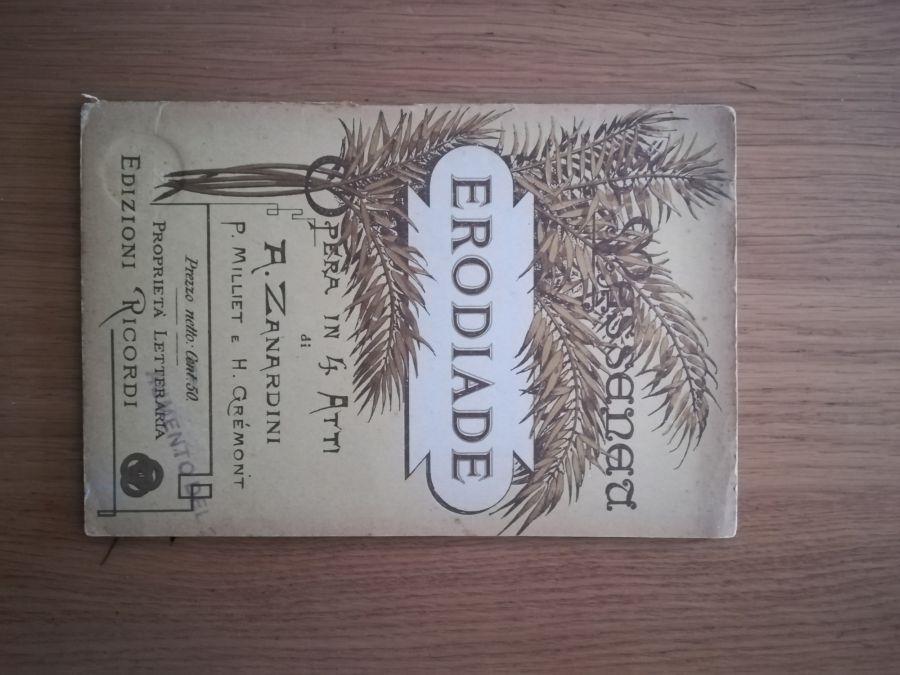 G. MASSENET
ERODIADE
OPERA IN 4 ATTI
di
A. ZANARDINI
P. MILLIET E H. GRÉMONT
Prezzo netto: Cent. 50.
PROPRIETÀ LETTERARIA
EDIZIONI RICORDI